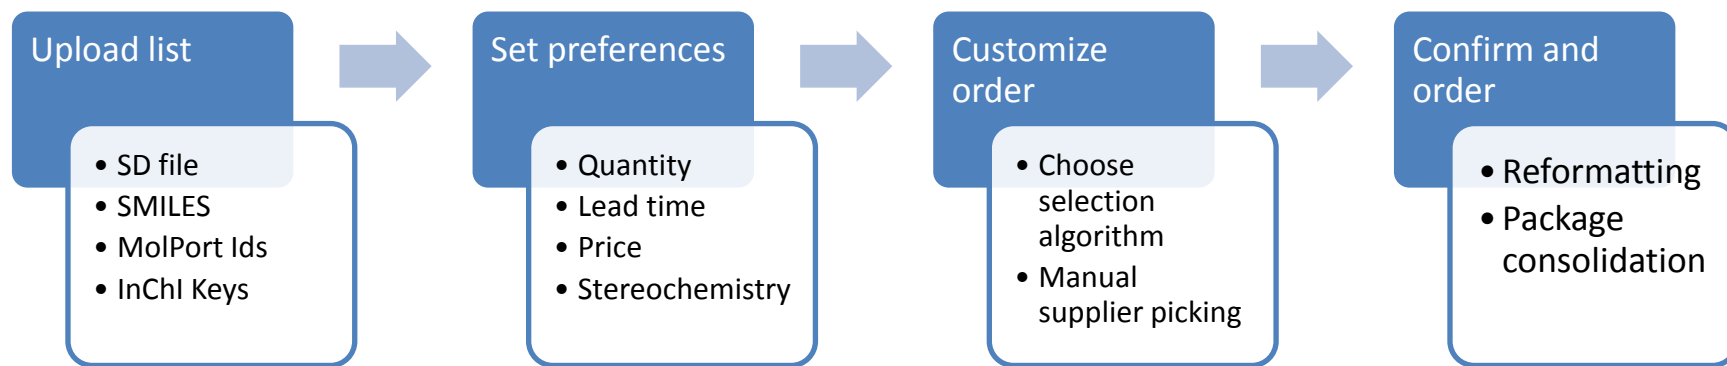 Upload list
• SD file
• SMILES
• MolPort Ids
• InChI Keys
Set preferences
• Quantity
• Lead time
• Price
• Stereochemistry
Customize
order
• Choose
selection
algorithm
• Manual
supplier picking
Confirm and
order
• Reformatting
• Package
consolidation